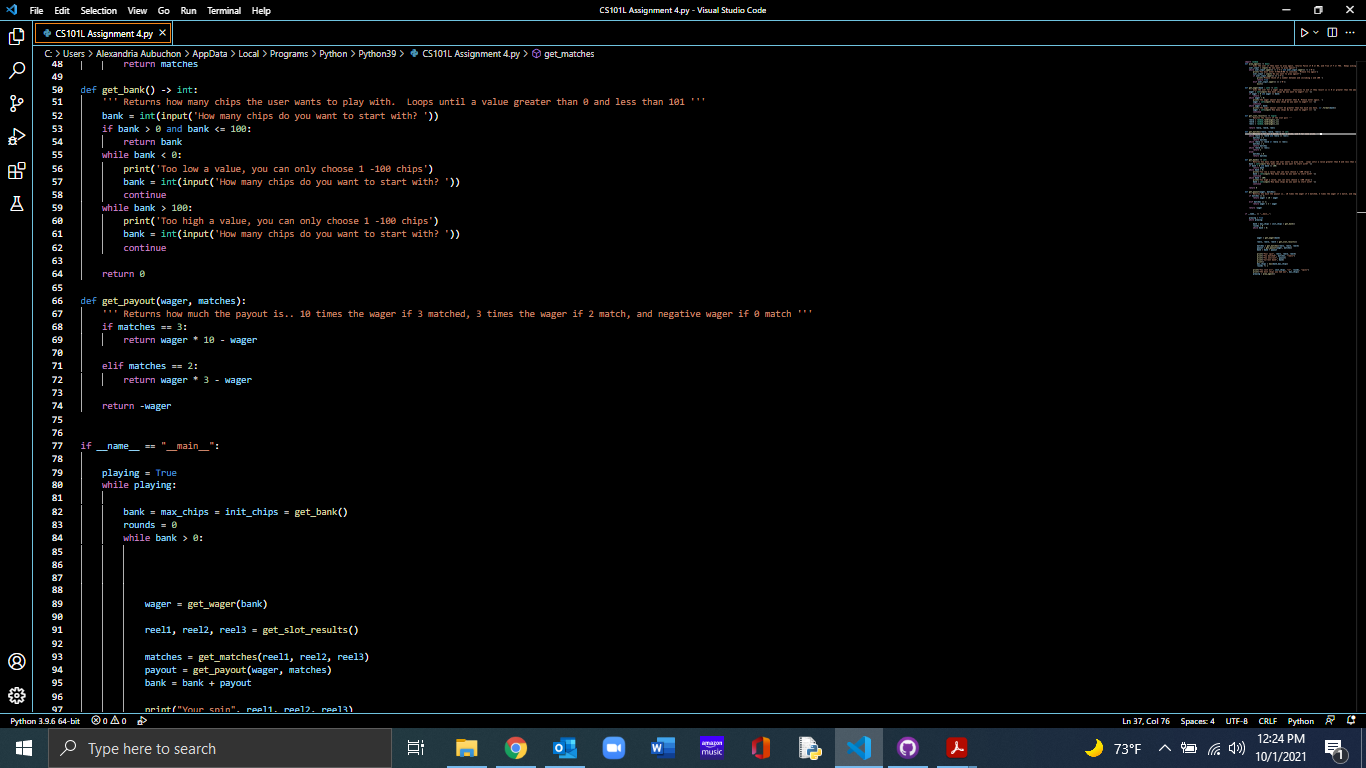 File Edit Selection View Go Run Terminal Help CS101L Assignment 4.py - Visual Studio Code
CS101L Assignment 4.py
C: > Users > Alexandria Aubuchon > AppData > Local > Programs > Python > Python39 > CS101L Assignment 4.py > get_matches
48 return matches
49
50 def get_bank() -> int:
51 ''' Returns how many chips the user wants to play with.  Loops until a value greater than 0 and less than 101 '''
52 bank = int(input('How many chips do you want to start with? '))
53 if bank > 0 and bank <= 100:
54 return bank
55 while bank < 0:
56 print('Too low a value, you can only choose 1 -100 chips')
57 bank = int(input('How many chips do you want to start with? '))
58 continue
59 while bank > 100:
60 print('Too high a value, you can only choose 1 -100 chips')
61 bank = int(input('How many chips do you want to start with? '))
62 continue
63
64 return 0
65
66 def get_payout(wager, matches):
67 ''' Returns how much the payout is.. 10 times the wager if 3 matched, 3 times the wager if 2 match, and negative wager if 0 match '''
68 if matches == 3:
69 return wager * 10 - wager
70
71 elif matches == 2:
72 return wager * 3 - wager
73
74 return -wager
75
76
77 if __name__ == "__main__":
78
79 playing = True
80 while playing:
81
82 bank = max_chips = init_chips = get_bank()
83 rounds = 0
84 while bank > 0:
85
86
87
88
89 wager = get_wager(bank)
90
91 reel1, reel2, reel3 = get_slot_results()
92
93 matches = get_matches(reel1, reel2, reel3)
94 payout = get_payout(wager, matches)
95 bank = bank + payout
96
97 print("Your spin", reel1, reel2, reel3)
Python 3.9.6 64-bit 0 0 Ln 37, Col 76 Spaces: 4 UTF-8 CRLF Python
Type here to search
amazon music
73°F
12:24 PM
10/1/2021
1